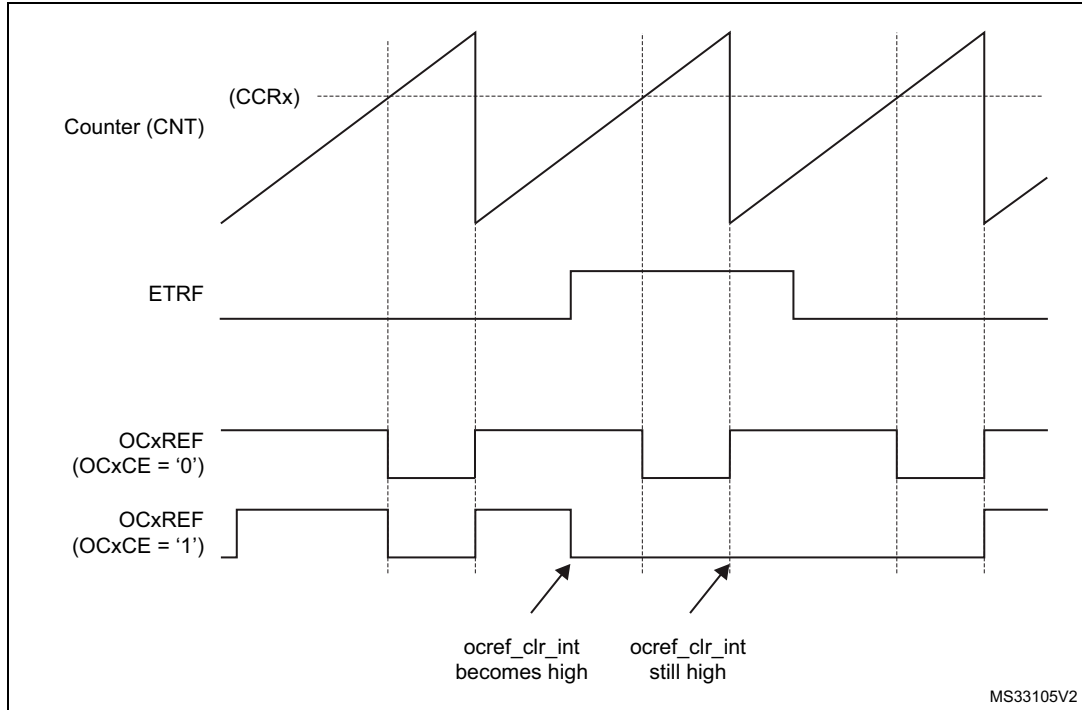 (CCRx)
Counter (CNT)
ETRF
OCxREF
(OCxCE = ‘0’)
OCxREF
(OCxCE = ‘1’)
ocref_clr_int
becomes high
ocref_clr_int
still high
MS33105V2